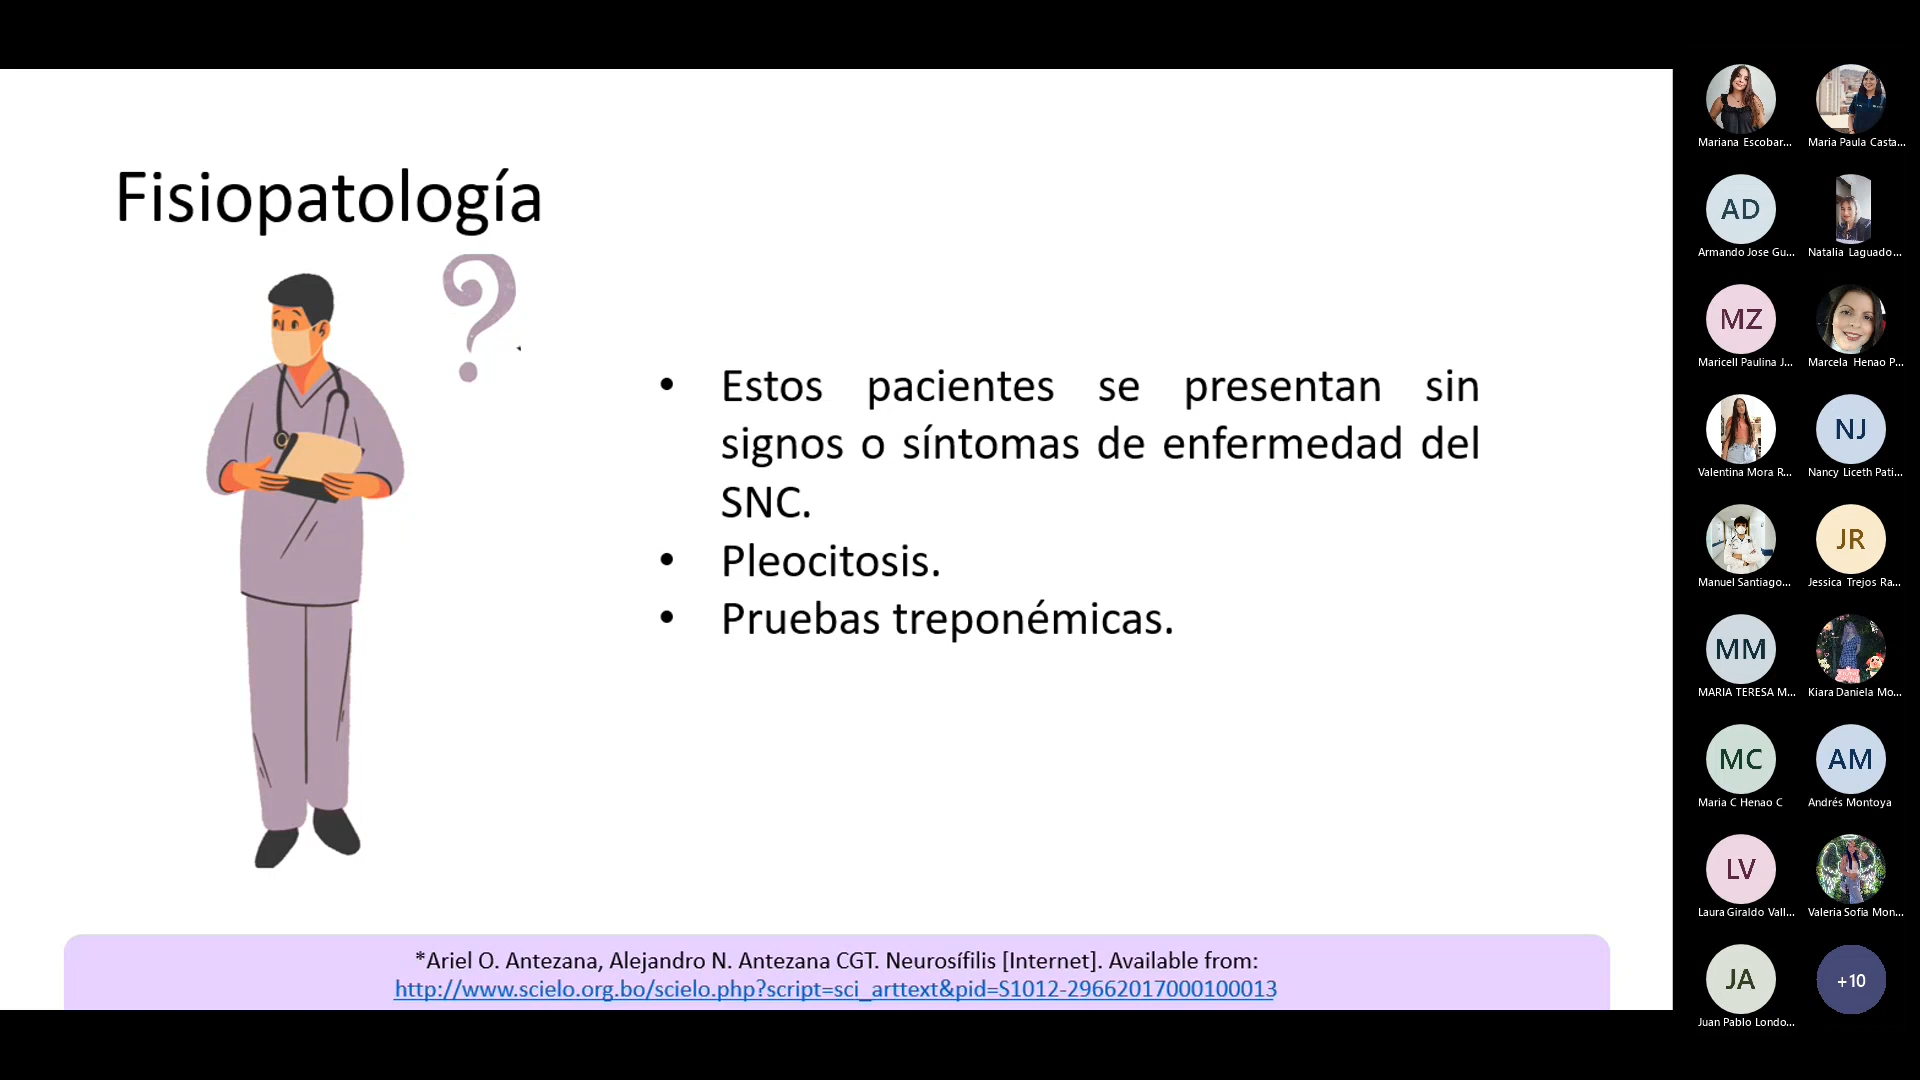 Fisiopatología
• Estos pacientes se presentan sin
signos o síntomas de enfermedad del
SNC.
• Pleocitosis.
• Pruebas treponémicas.
*Ariel O. Antezana, Alejandro N. Antezana CGT. Neurosífilis [Internet]. Available from:
http://www.scielo.org.bo/scielo.php?script=sci_arttext&pid=S1012-29662017000100013
Mariana Escobar...
Maria Paula Casta...
AD
Armando Jose Gu...
Natalia Laguado...
MZ
Maricell Paulina J...
Marcela Henao P...
Valentina Mora R...
NJ
Nancy Liceth Pati...
Manuel Santiago...
JR
Jessica Trejos Ra...
MM
MARIA TERESA M...
Kiara Daniela Mo...
MC
Maria C Henao C
AM
Andrés Montoya
LV
Laura Giraldo Vall...
Valeria Sofia Mon...
JA
Juan Pablo Londo...
+10